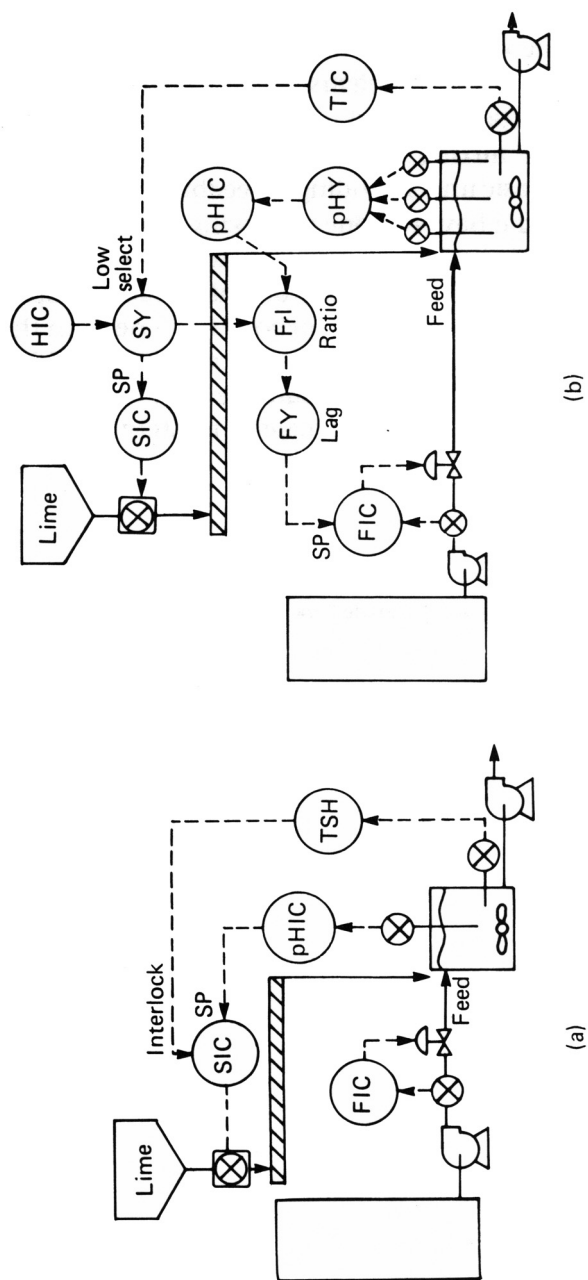 Lime
SIC
SP
Interlock
pHIC
TSH
FIC
Feed
(a)
Lime
SIC
SP
HIC
SY
Low select
TIC
pHIC
FrI
Ratio
FY
Lag
pHY
SP
FIC
Feed
(b)